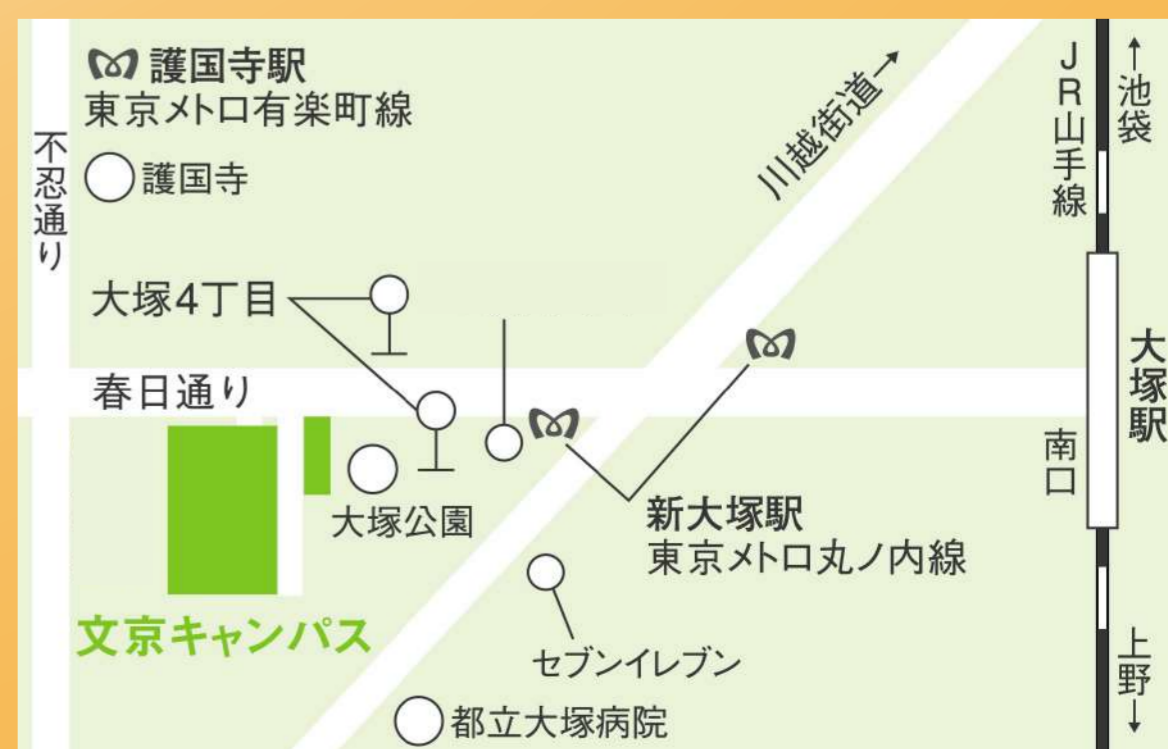 護国寺駅
東京メトロ有楽町線
護国寺
不忍通り
川越街道→
JR山手線
↑池袋
大塚4丁目
春日通り
大塚駅
南口
大塚公園
新大塚駅
東京メトロ丸ノ内線
文京キャンパス
セブンイレブン
都立大塚病院
上野↓